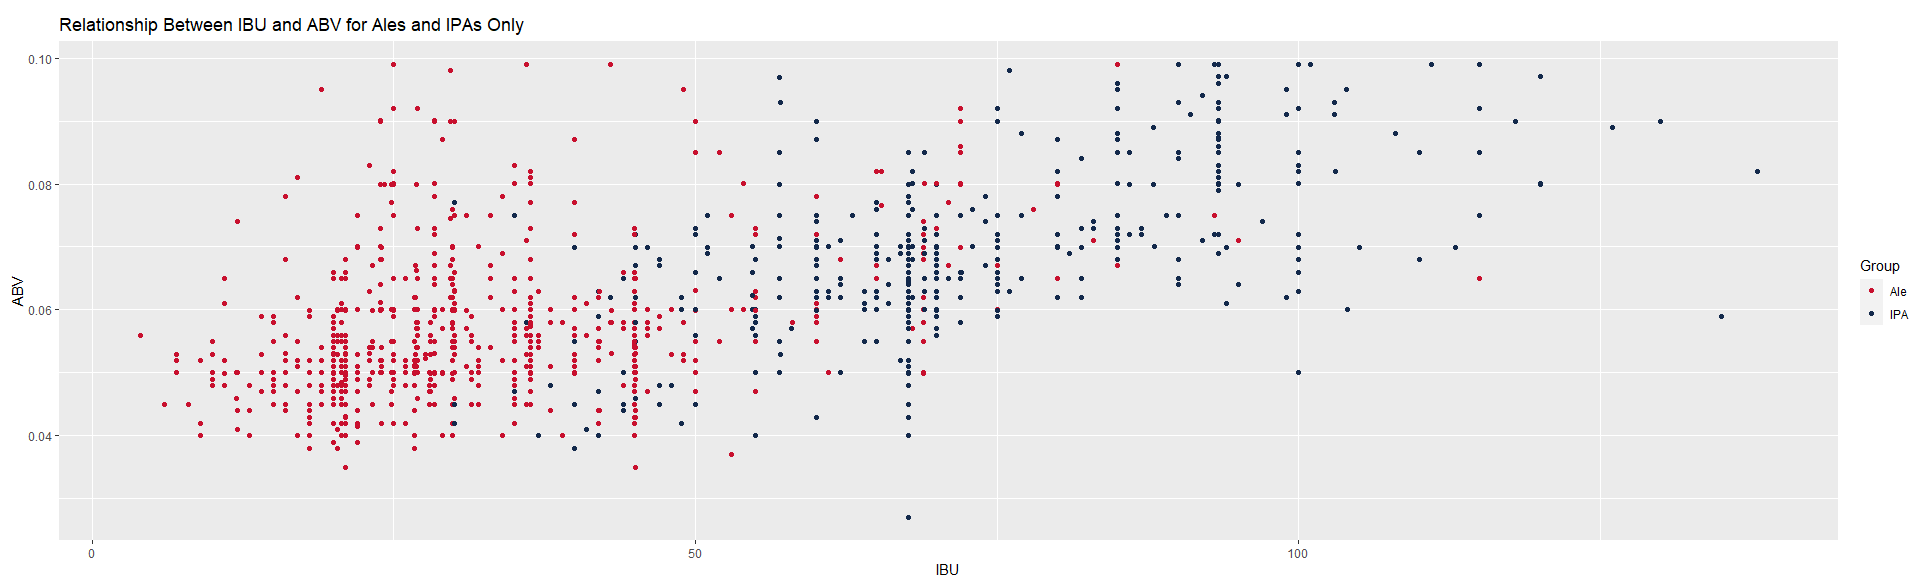 Relationship Between IBU and ABV for Ales and IPAs Only
0.10
0.08
0.06
0.04
ABV
0
50
100
IBU
Group
Ale
IPA